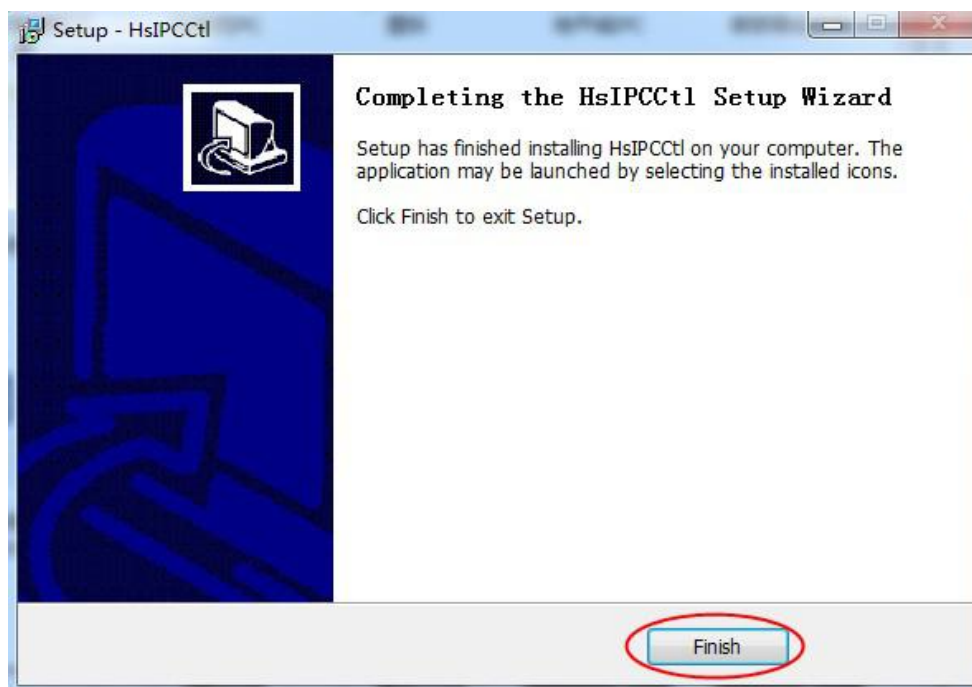 Setup - HsIPCCtl
Completing the HsIPCCtl Setup Wizard
Setup has finished installing HsIPCCtl on your computer. The
application may be launched by selecting the installed icons.
Click Finish to exit Setup.
Finish